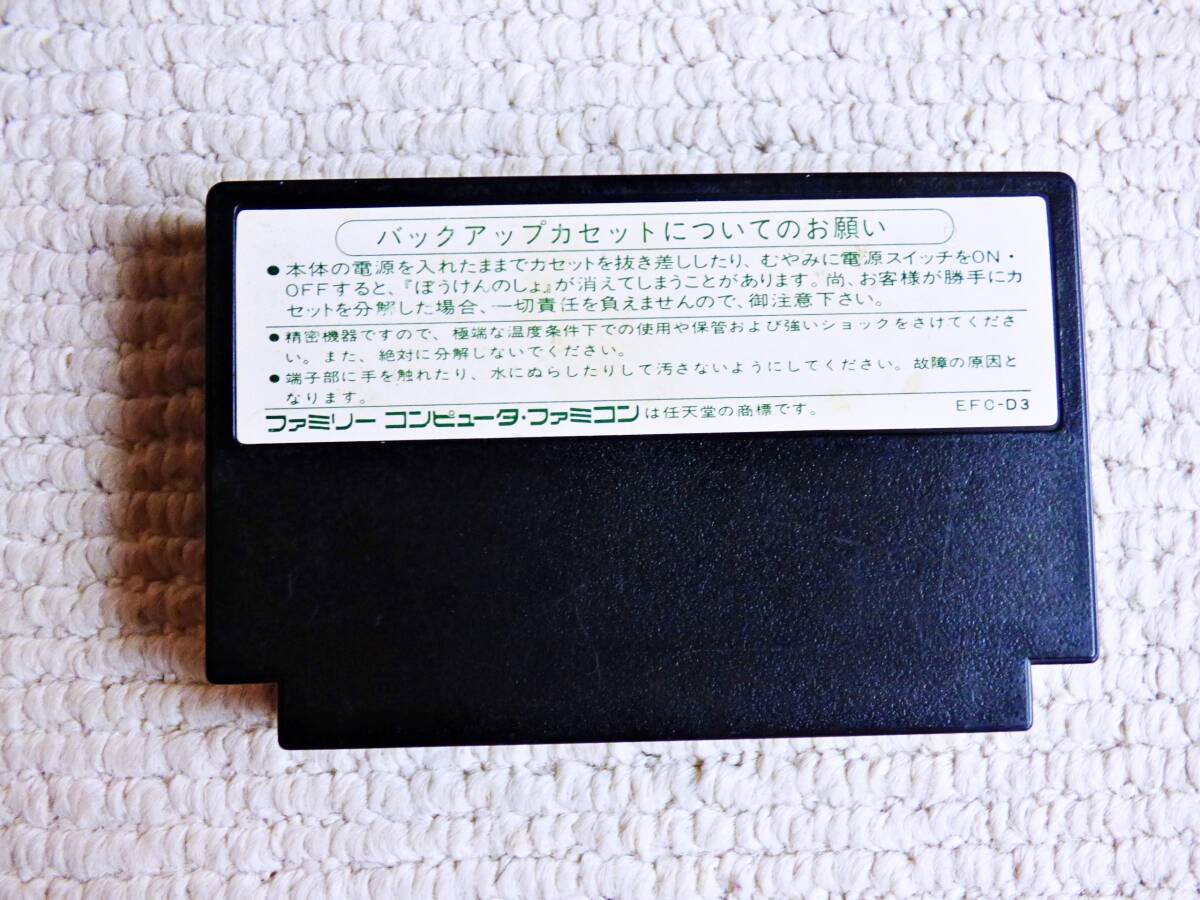 バックアップカセットについてのお願い
●本体の電源を入れたままでカセットを抜き差ししたり、むやみに電源スイッチをON・
OFFすると、『ぼうけんのしょ』が消えてしまうことがあります。尚、お客様が勝手にカ
セットを分解した場合、一切責任を負えませんので、御注意下さい。
●精密機器ですので、極端な温度条件下での使用や保管および強いショックをさけてくださ
い。また、絶対に分解しないでください。
●端子部に手を触れたり、水にぬらしたりして汚さないようにしてください。故障の原因と
なります。
ファミリーコンピュータ・ファミコンは任天堂の商標です。 EFC-D3